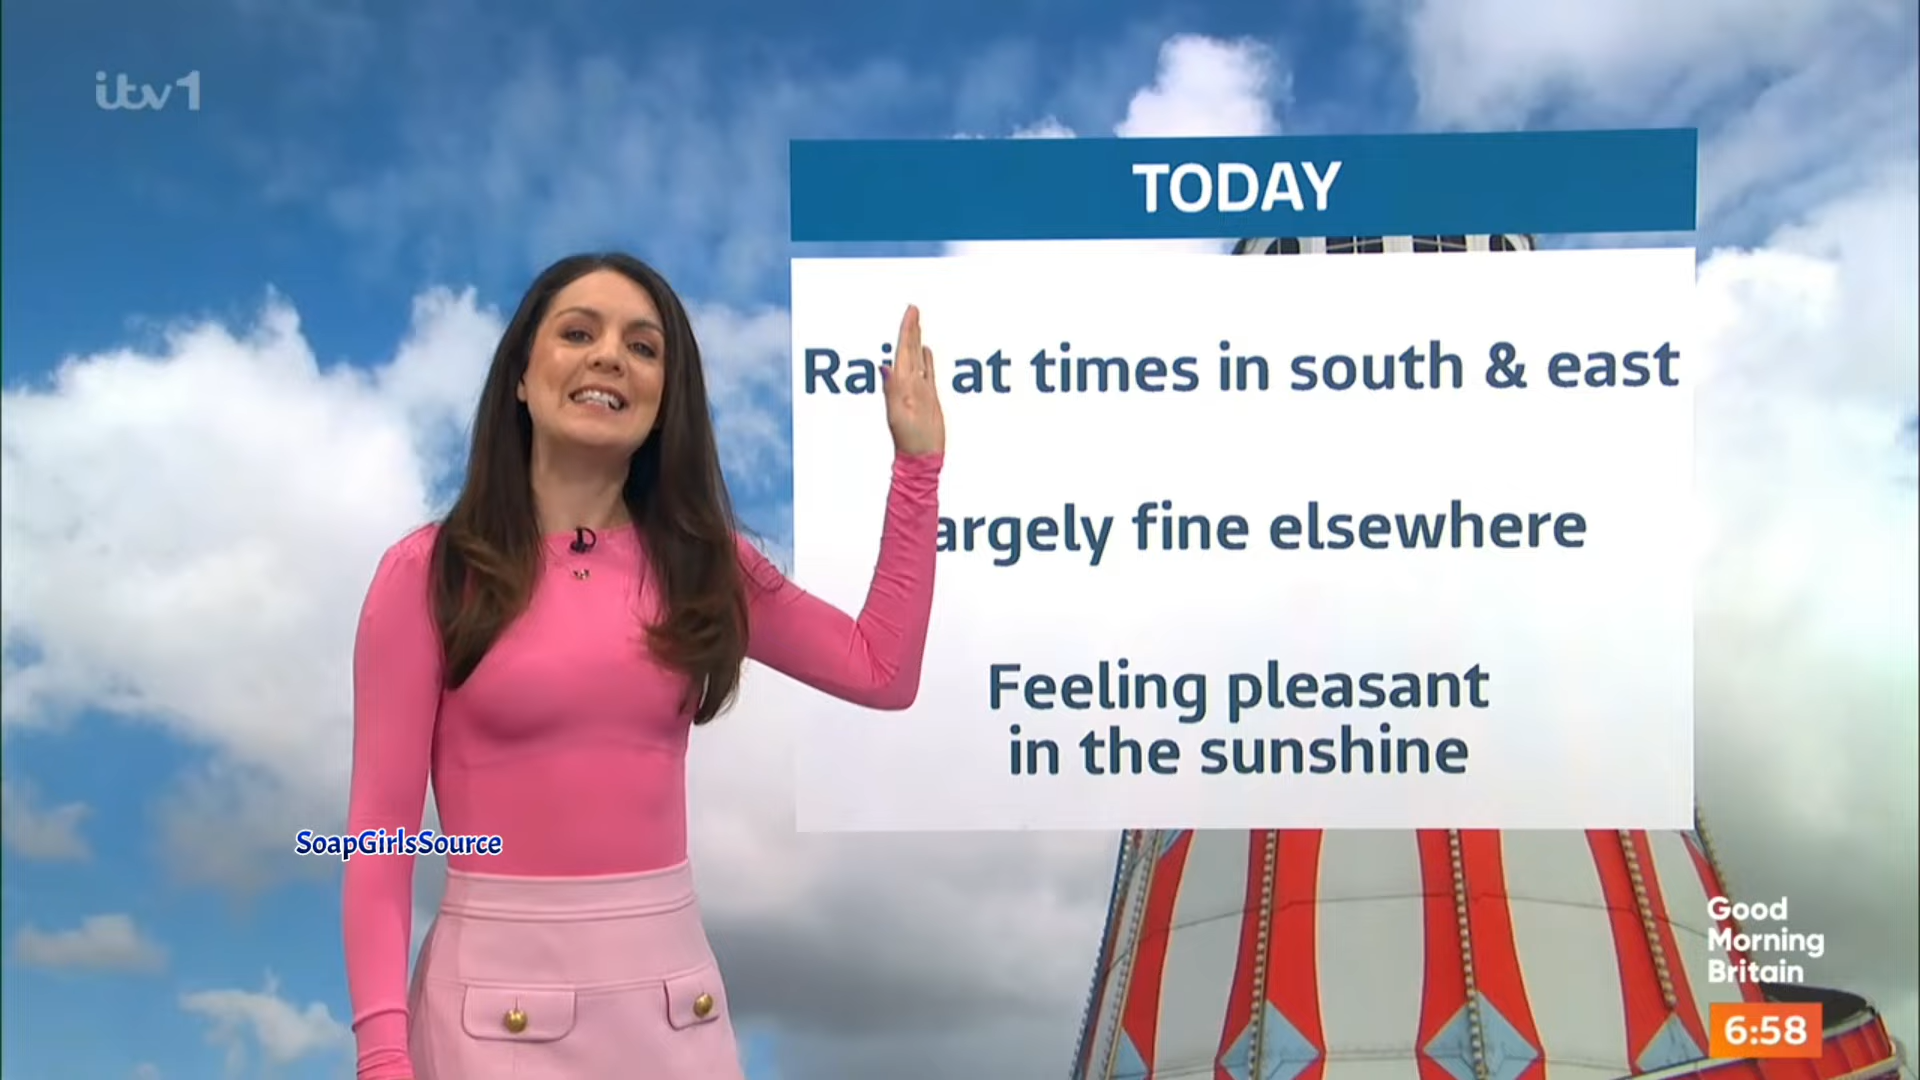 itv1
TODAY
Rain at times in south & east
argely fine elsewhere
Feeling pleasant
in the sunshine
SoapGirlsSource
Good
Morning
Britain
6:58